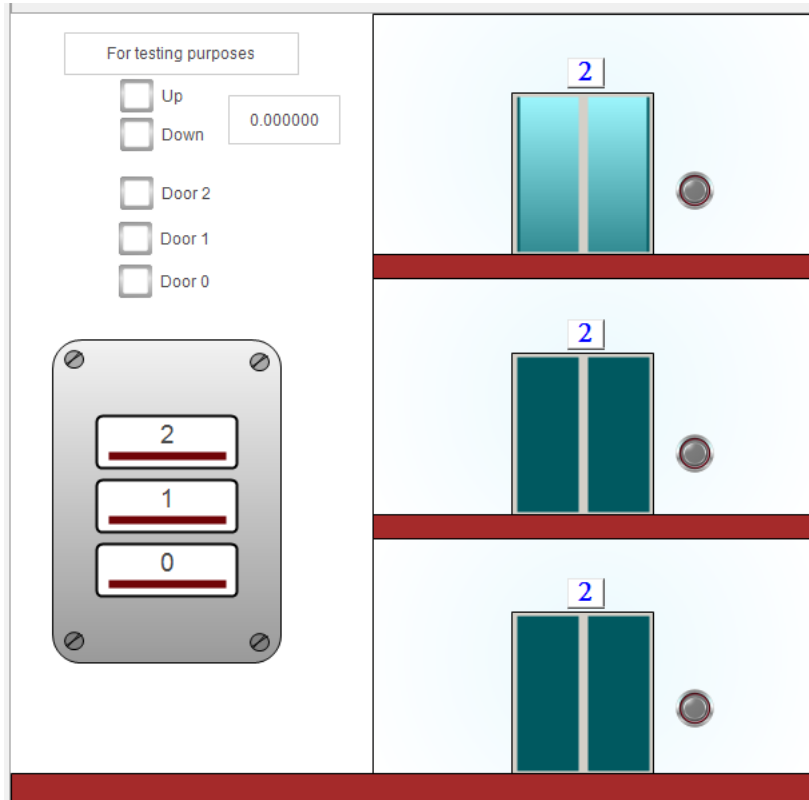 For testing purposes
Up
0.000000
Down
Door 2
Door 1
Door 0
2
1
0
2
2
2